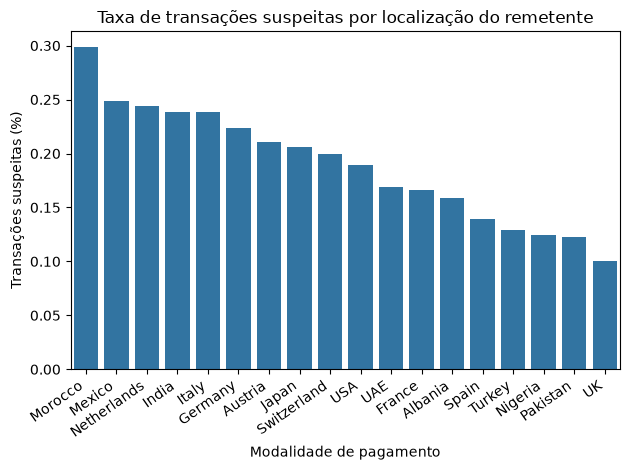 Taxa de transações suspeitas por localização do remetente
Transações suspeitas (%)
0.30
0.25
0.20
0.15
0.10
0.05
0.00
Morocco
Mexico
Netherlands
India
Italy
Germany
Austria
Japan
Switzerland
USA
UAE
France
Albania
Spain
Turkey
Nigeria
Pakistan
UK
Modalidade de pagamento